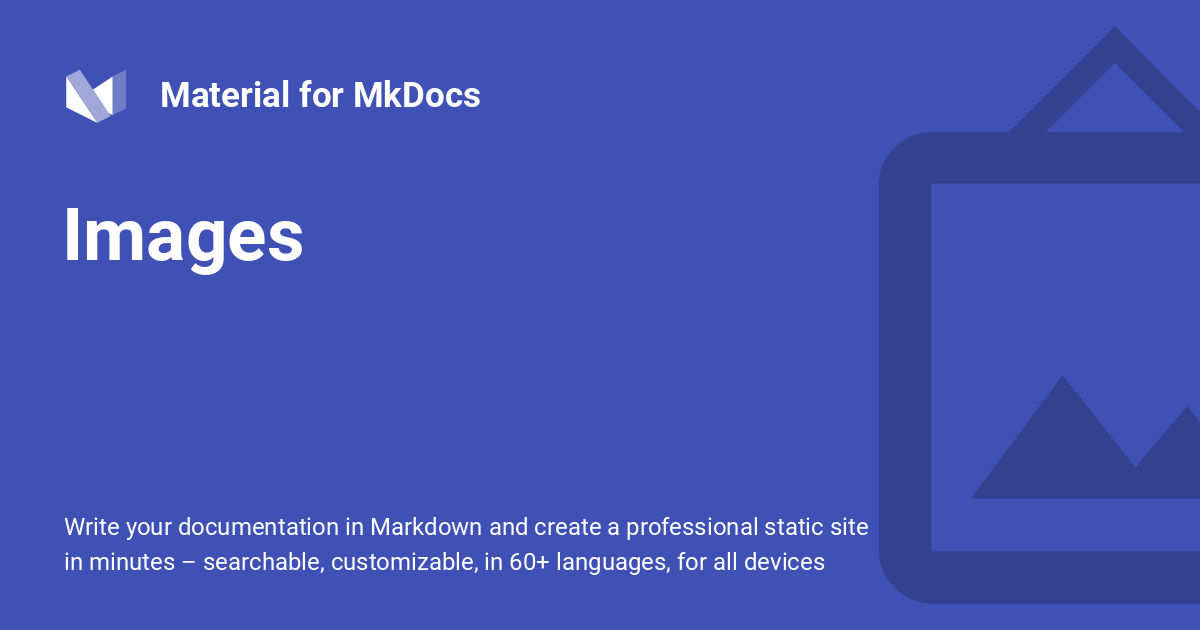 Material for MkDocs
Images
Write your documentation in Markdown and create a professional static site
in minutes – searchable, customizable, in 60+ languages, for all devices